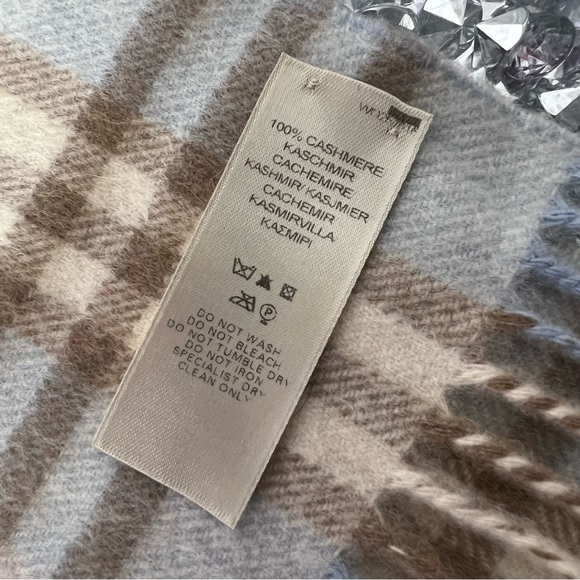 100% CASHMERE
KASCHMIR
CACHEMIRE
KASHMIR/ KASJMIER
CACHEMIR
KASMIRVILLA
ΚΑΣΜΙΡΙ
P
DO NOT WASH
DO NOT BLEACH
DO NOT TUMBLE DRY
DO NOT IRON
SPECIALIST DRY
CLEAN ONLY